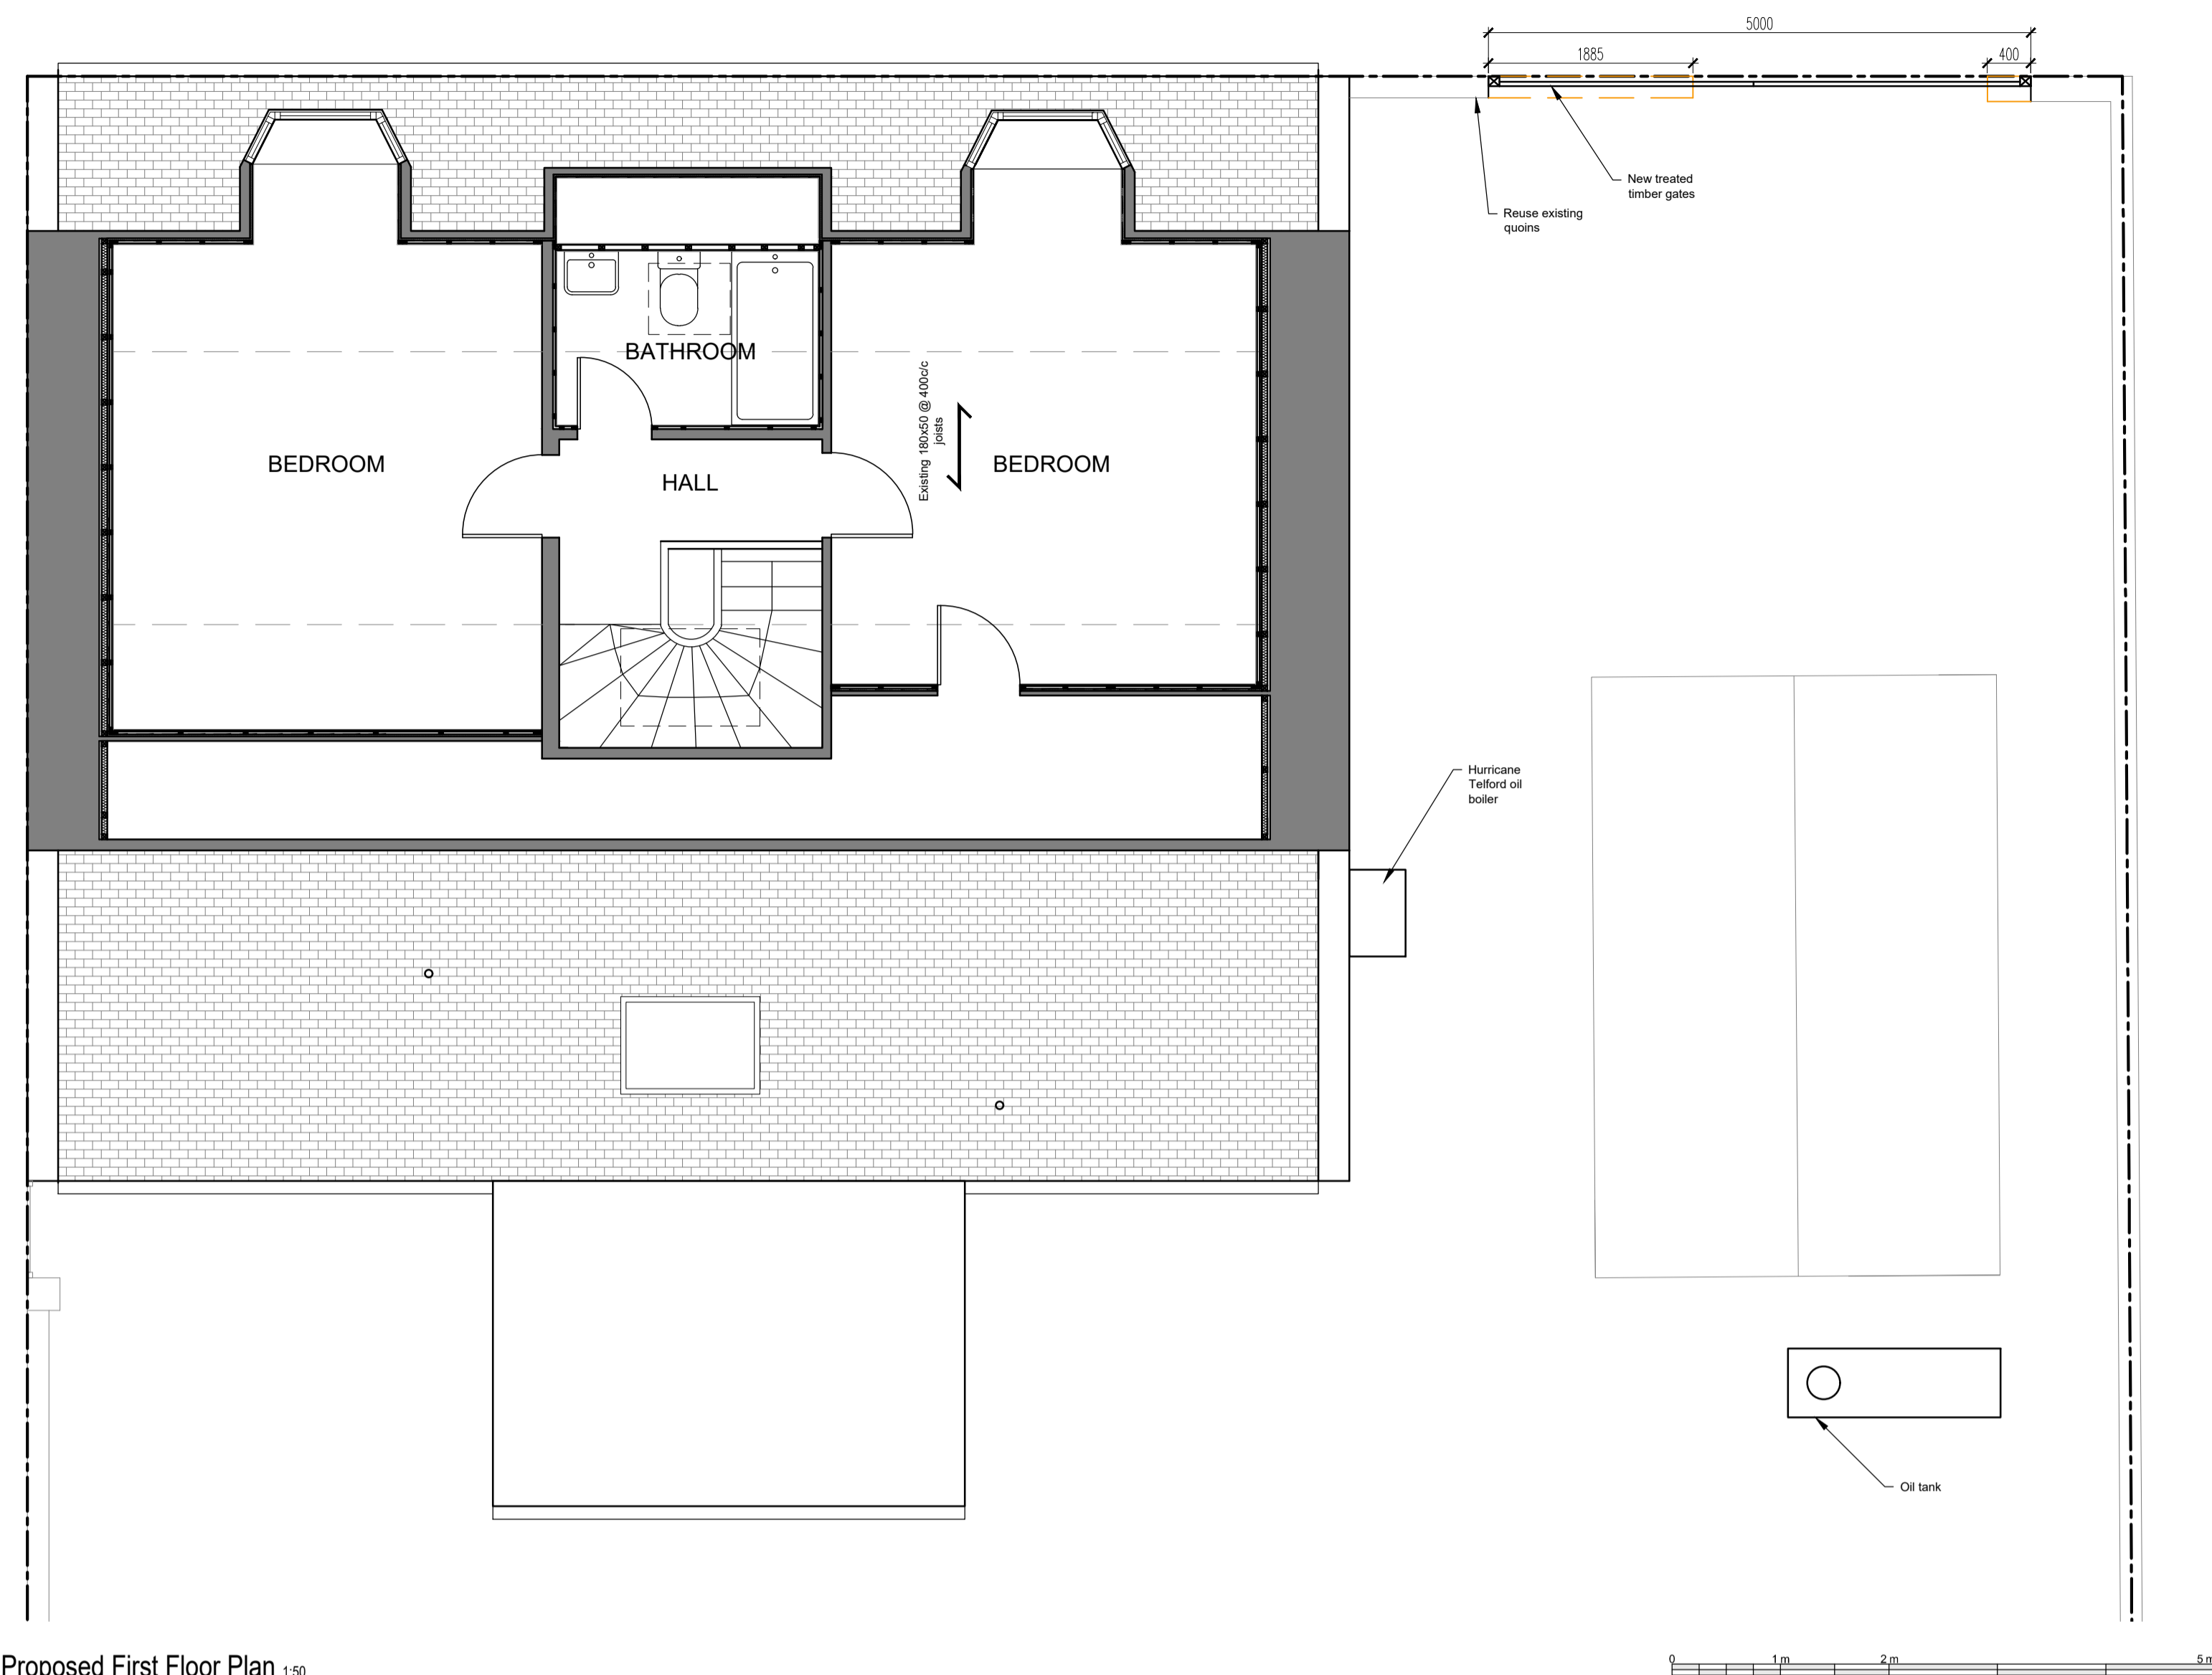 5000
1885
400
New treated
timber gates
Reuse existing
quoins
BATHROOM
Existing 180x50 @ 400c/c
joists
BEDROOM
HALL
BEDROOM
Hurricane
Telford oil
boiler
Oil tank
Proposed First Floor Plan 1:50
0 1 m 2 m 5 m